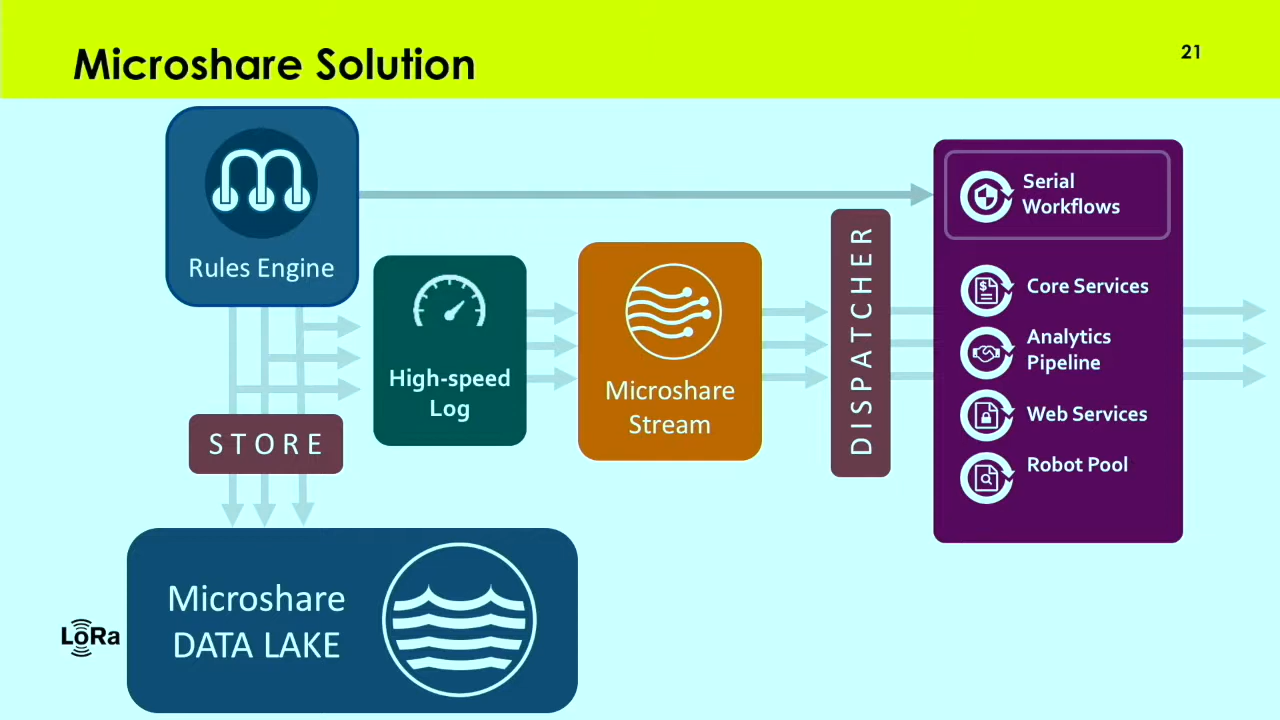 Microshare Solution
21
Rules Engine
High-speed
Log
Microshare
Stream
DISPATCHER
Serial
Workflows
Core Services
Analytics
Pipeline
Web Services
Robot Pool
STORE
Microshare
DATA LAKE
LoRa